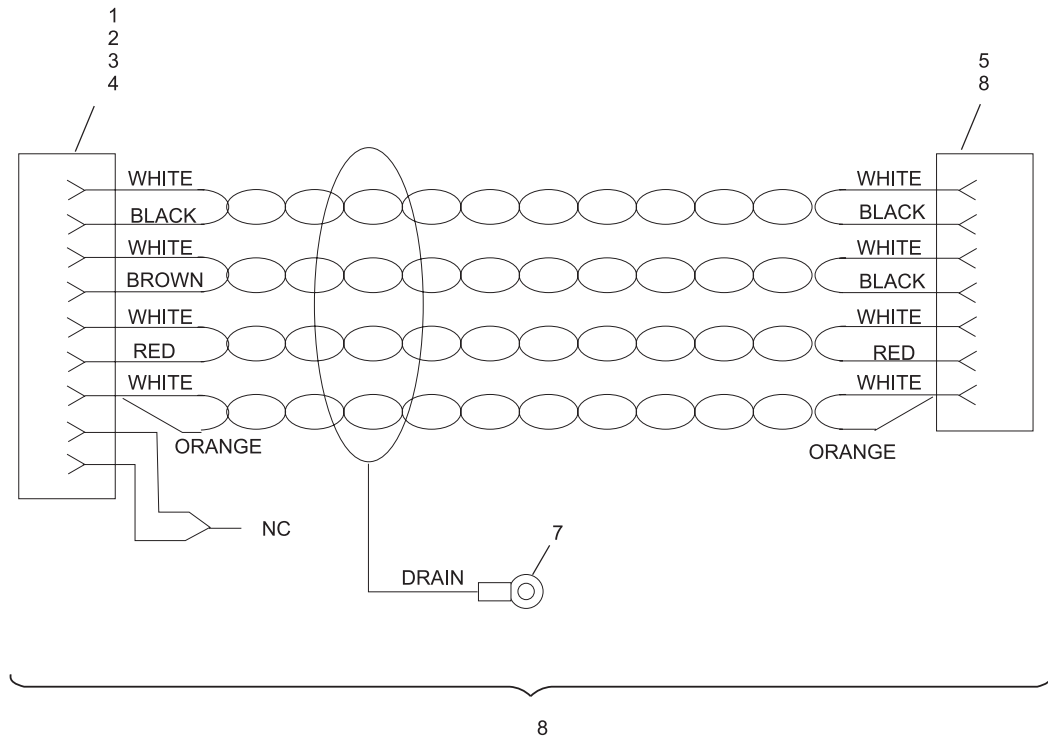 1
2
3
4
5
8
WHITE
WHITE
BLACK
BLACK
WHITE
WHITE
BROWN
BLACK
WHITE
WHITE
RED
RED
WHITE
WHITE
ORANGE
ORANGE
NC
7
DRAIN
8